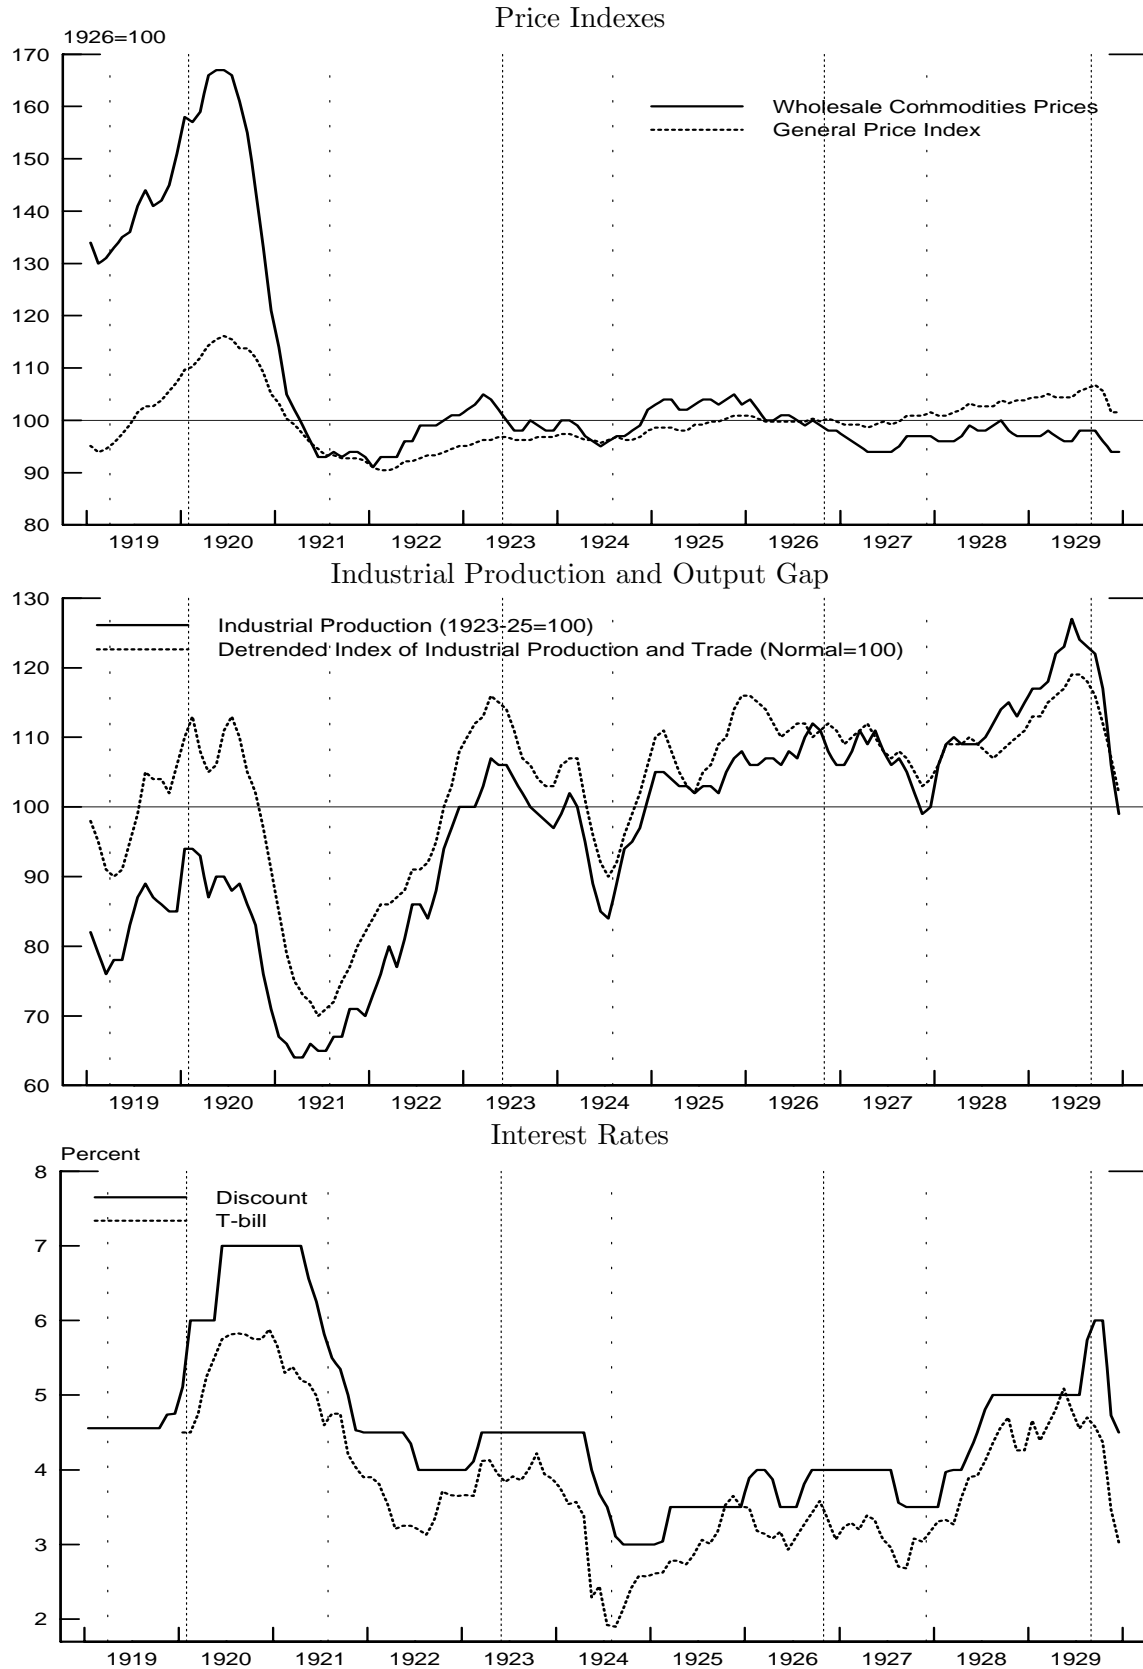 Price Indexes
1926=100
170
160
150
140
130
120
110
100
90
80
Wholesale Commodities Prices
General Price Index
1919 1920 1921 1922 1923 1924 1925 1926 1927 1928 1929
Industrial Production and Output Gap
130
120
110
100
90
80
70
60
Industrial Production (1923-25=100)
Detrended Index of Industrial Production and Trade (Normal=100)
1919 1920 1921 1922 1923 1924 1925 1926 1927 1928 1929
Interest Rates
Percent
8
7
6
5
4
3
2
Discount
T-bill
1919 1920 1921 1922 1923 1924 1925 1926 1927 1928 1929